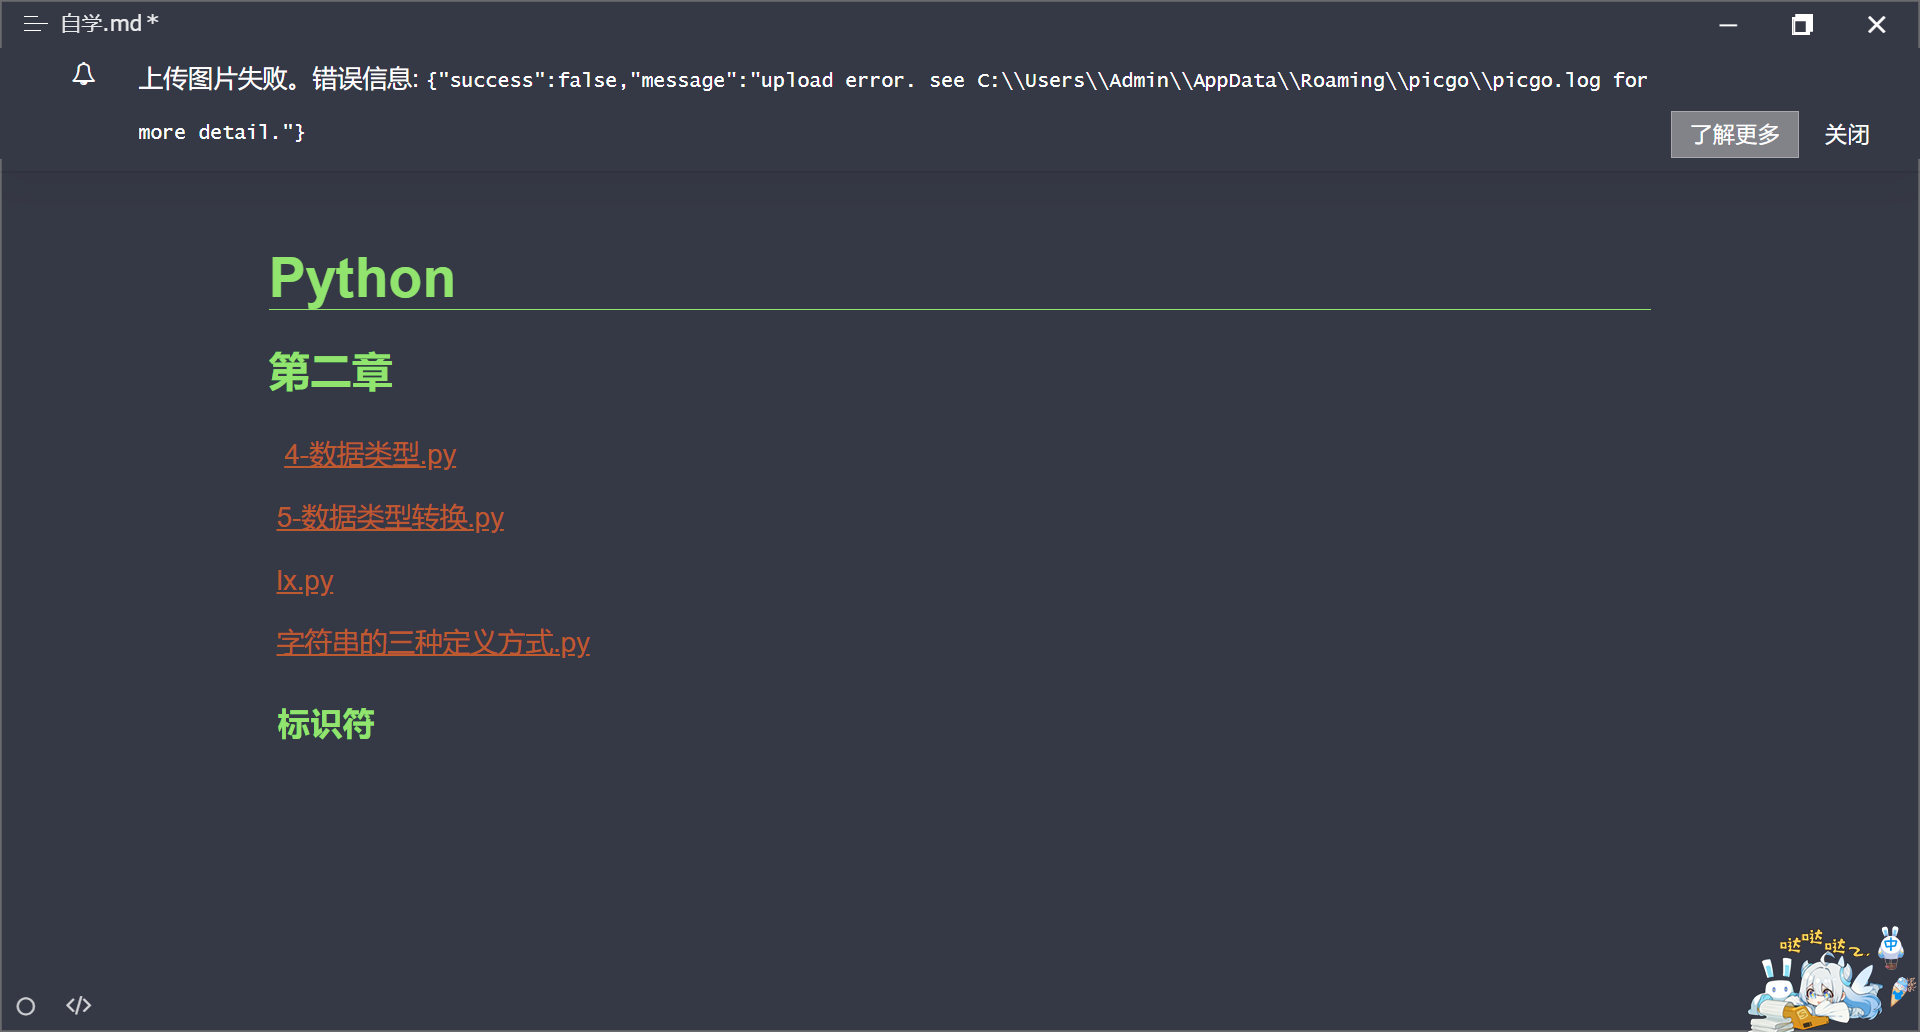 自学.md*
上传图片失败。错误信息: {"success":false,"message":"upload error. see C:\\Users\\Admin\\AppData\\Roaming\\picgo\\picgo.log for
more detail."}
了解更多 关闭
Python
第二章
4-数据类型.py
5-数据类型转换.py
lx.py
字符串的三种定义方式.py
标识符
哒哒哒乙.
中